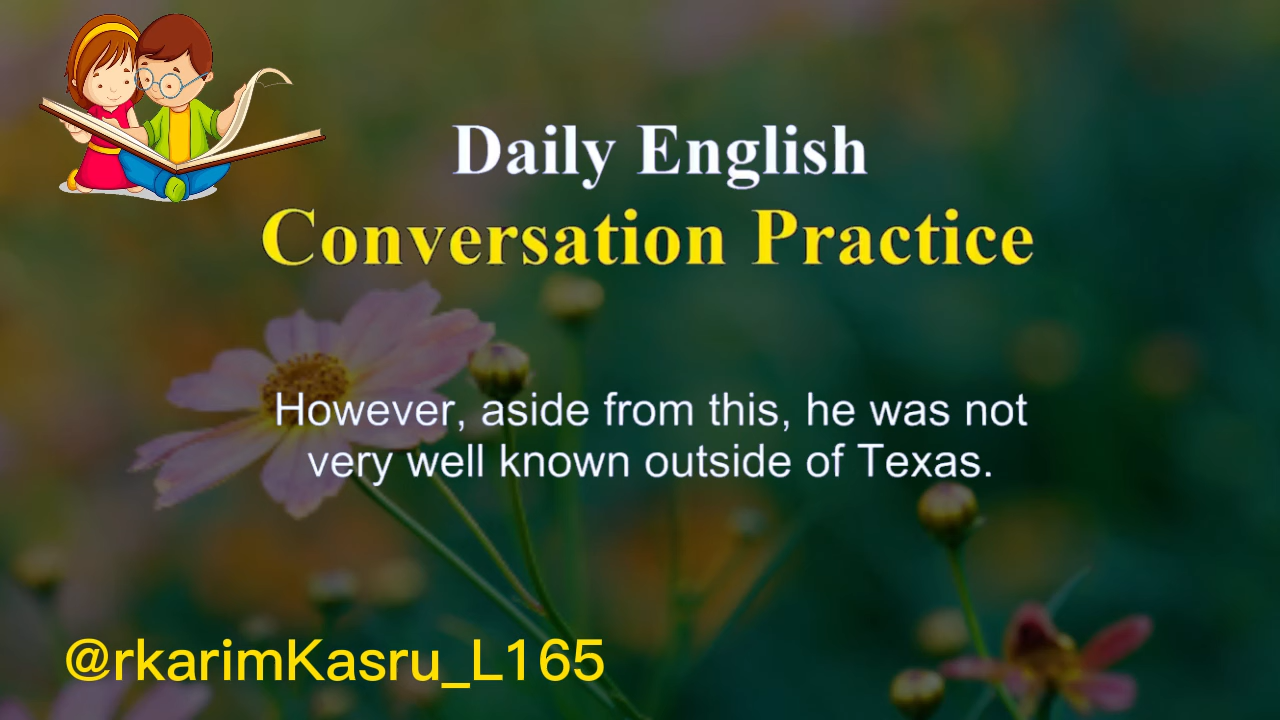 Daily English
Conversation Practice
However, aside from this, he was not
very well known outside of Texas.
@rkarimKasru_L165